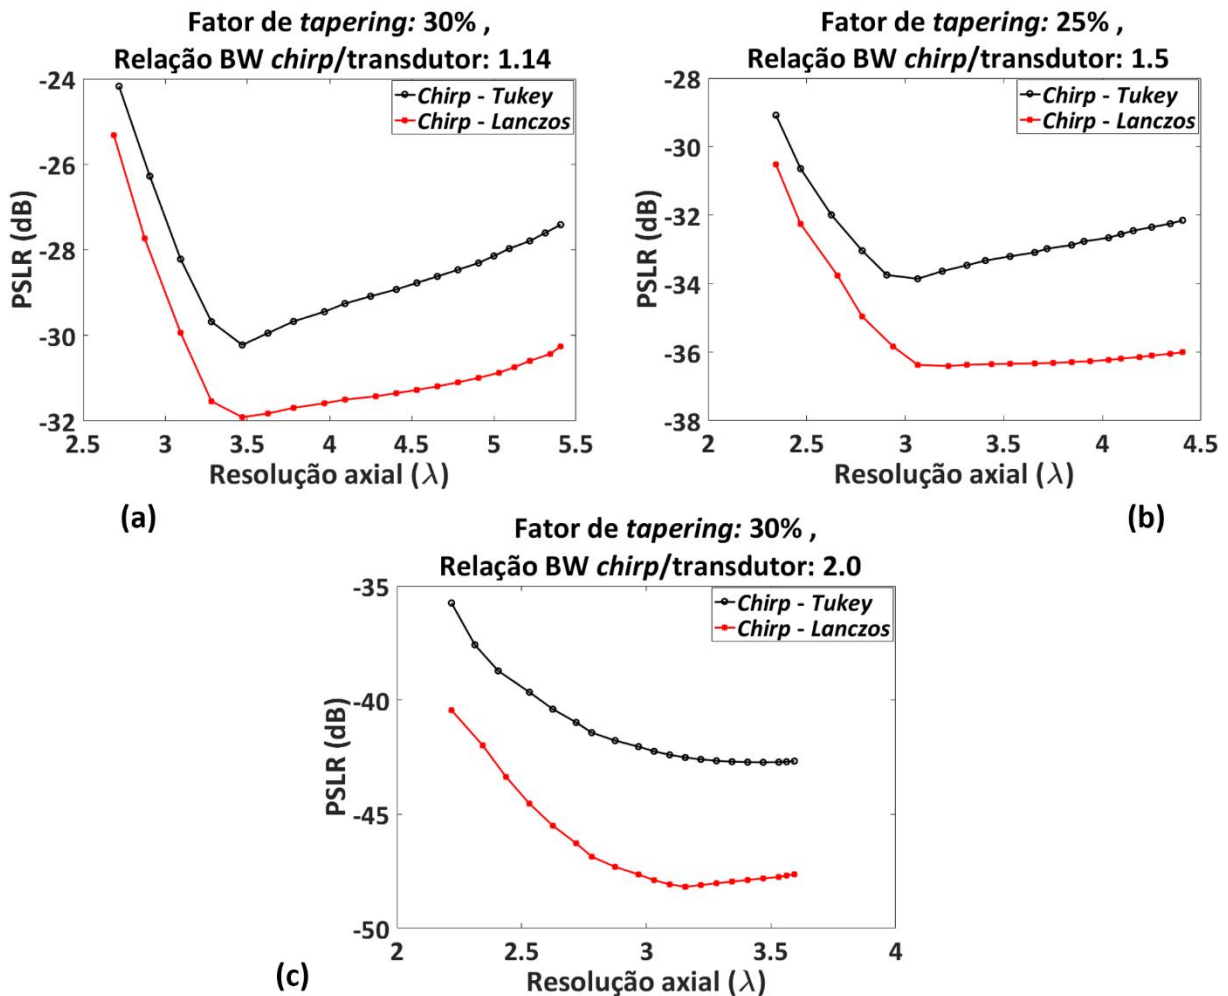 Fator de tapering: 30% ,
Relação BW chirp/transdutor: 1.14
-24
-26
-28
-30
-32
PSLR (dB)
Chirp - Tukey
Chirp - Lanczos
2.5 3 3.5 4 4.5 5 5.5
Resolução axial (λ)
(a)
Fator de tapering: 25% ,
Relação BW chirp/transdutor: 1.5
-28
-30
-32
-34
-36
-38
PSLR (dB)
Chirp - Tukey
Chirp - Lanczos
2 2.5 3 3.5 4 4.5
Resolução axial (λ)
(b)
Fator de tapering: 30% ,
Relação BW chirp/transdutor: 2.0
-35
-40
-45
-50
PSLR (dB)
Chirp - Tukey
Chirp - Lanczos
2 2.5 3 3.5 4
Resolução axial (λ)
(c)